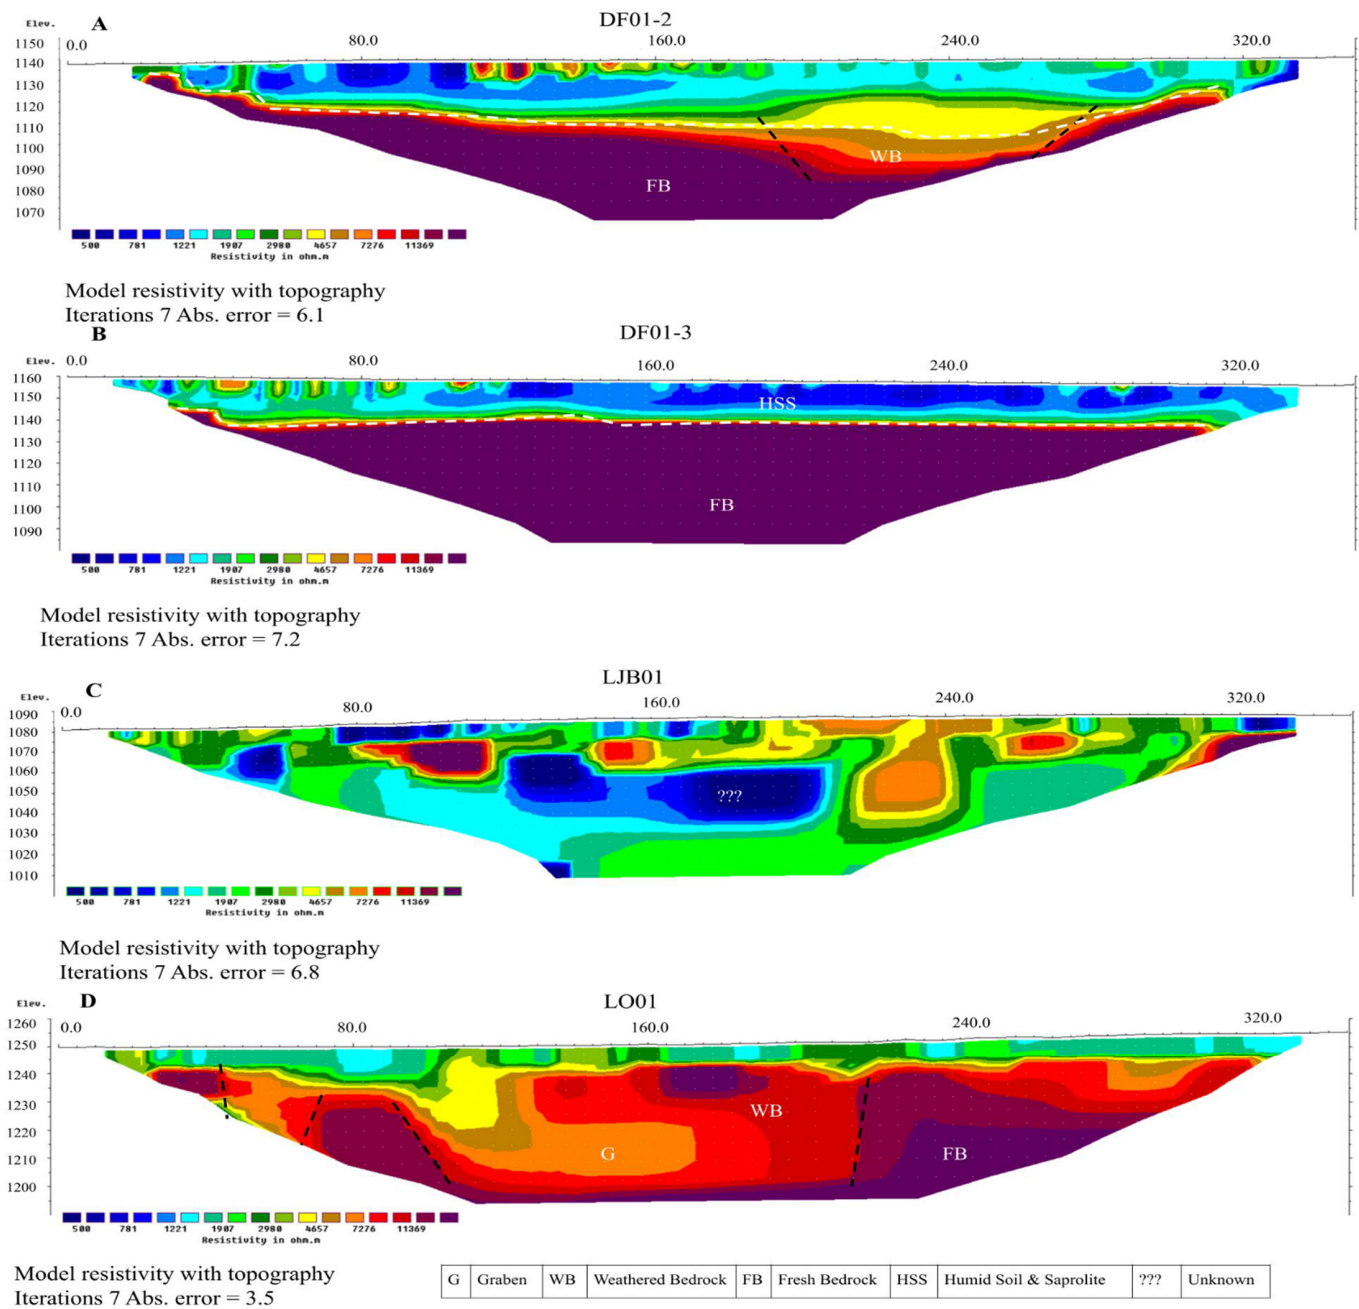 A
DF01-2
Elev.
0.0 80.0 160.0 240.0 320.0
1150
1140
1130
1120
1110
1100
1090
1080
1070
WB
FB
500 781 1221 1907 2980 4657 7276 11369
Resistivity in ohm.m
Model resistivity with topography
Iterations 7 Abs. error = 6.1
B
DF01-3
Elev.
0.0 80.0 160.0 240.0 320.0
1160
1150
1140
1130
1120
1110
1100
1090
HSS
FB
500 781 1221 1907 2980 4657 7276 11369
Resistivity in ohm.m
Model resistivity with topography
Iterations 7 Abs. error = 7.2
C
LJB01
Elev.
0.0 80.0 160.0 240.0 320.0
1090
1080
1070
1060
1050
1040
1030
1020
1010
???
500 781 1221 1907 2980 4657 7276 11369
Resistivity in ohm.m
Model resistivity with topography
Iterations 7 Abs. error = 6.8
D
LO01
Elev.
0.0 80.0 160.0 240.0 320.0
1260
1250
1240
1230
1220
1210
1200
WB
G
FB
500 781 1221 1907 2980 4657 7276 11369
Resistivity in ohm.m
Model resistivity with topography
Iterations 7 Abs. error = 3.5
G Graben WB Weathered Bedrock FB Fresh Bedrock HSS Humid Soil & Saprolite ??? Unknown